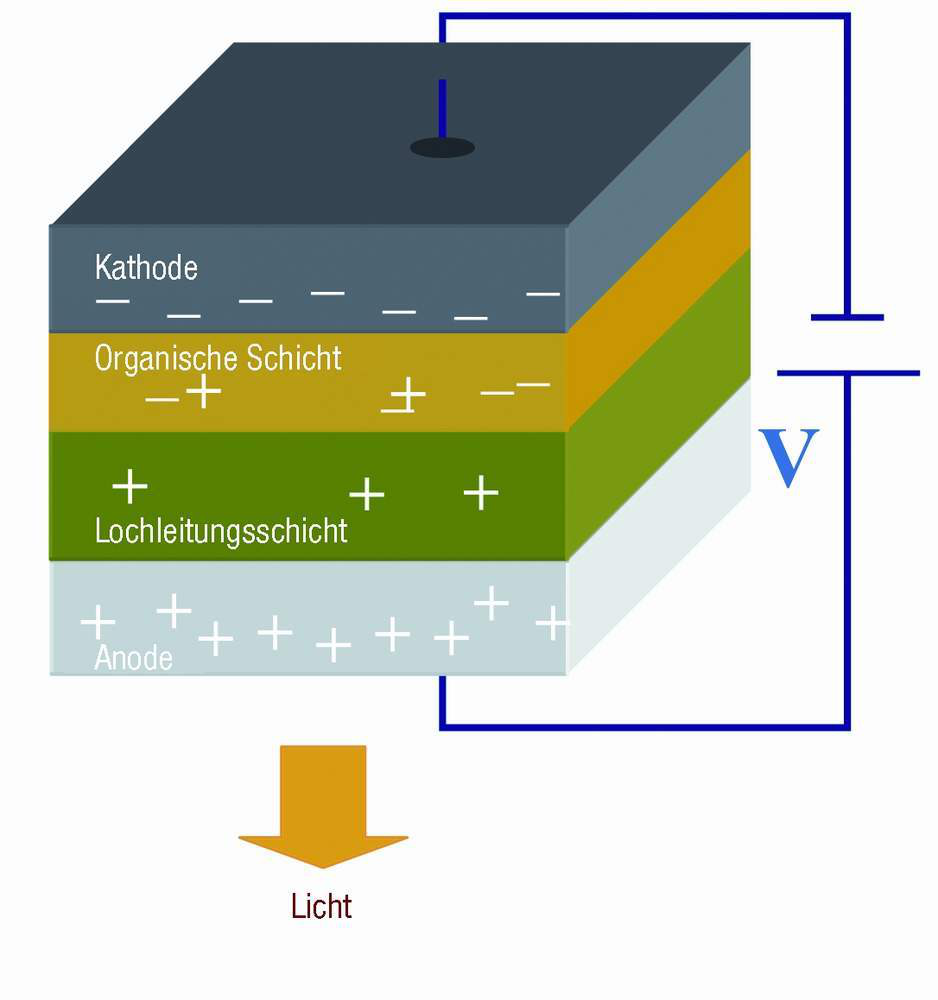 Kathode
Organische Schicht
Lochleitungsschicht
Anode
V
Licht